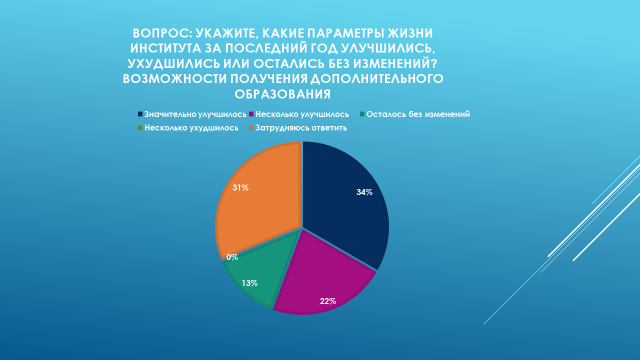 ВОПРОС: УКАЖИТЕ, КАКИЕ ПАРАМЕТРЫ ЖИЗНИ
ИНСТИТУТА ЗА ПОСЛЕДНИЙ ГОД УЛУЧШИЛИСЬ,
УХУДШИЛИСЬ ИЛИ ОСТАЛИСЬ БЕЗ ИЗМЕНЕНИЙ?
ВОЗМОЖНОСТИ ПОЛУЧЕНИЯ ДОПОЛНИТЕЛЬНОГО
ОБРАЗОВАНИЯ
Значительно улучшилось Несколько улучшилось Осталось без изменений
Несколько ухудшилось Затрудняюсь ответить
31%
34%
0%
13%
22%